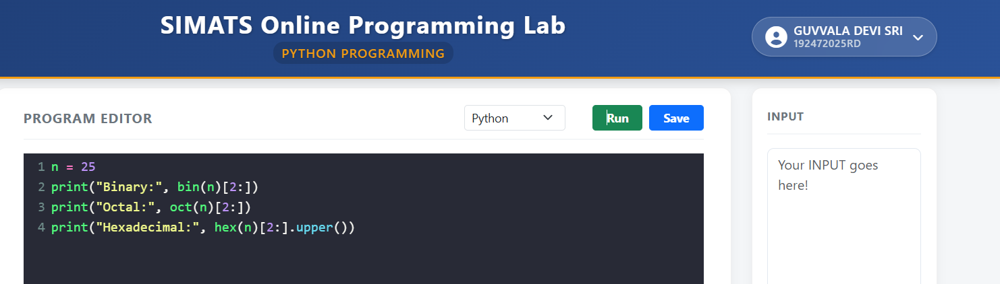 SIMATS Online Programming Lab
PYTHON PROGRAMMING
GUVVALA DEVI SRI
192472025RD
PROGRAM EDITOR
Python
Run
Save
1 n = 25
2 print("Binary:", bin(n)[2:])
3 print("Octal:", oct(n)[2:])
4 print("Hexadecimal:", hex(n)[2:].upper())
INPUT
Your INPUT goes
here!